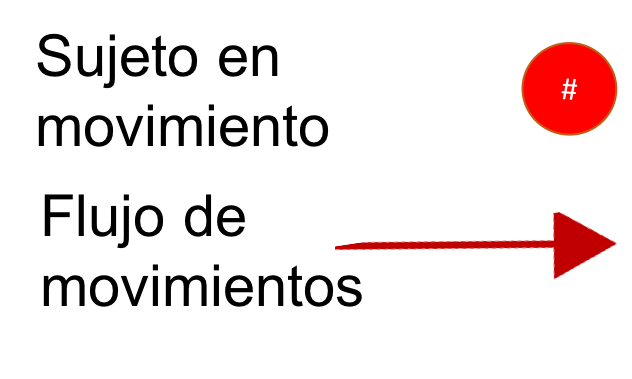 Sujeto en
movimiento
#
Flujo de
movimientos